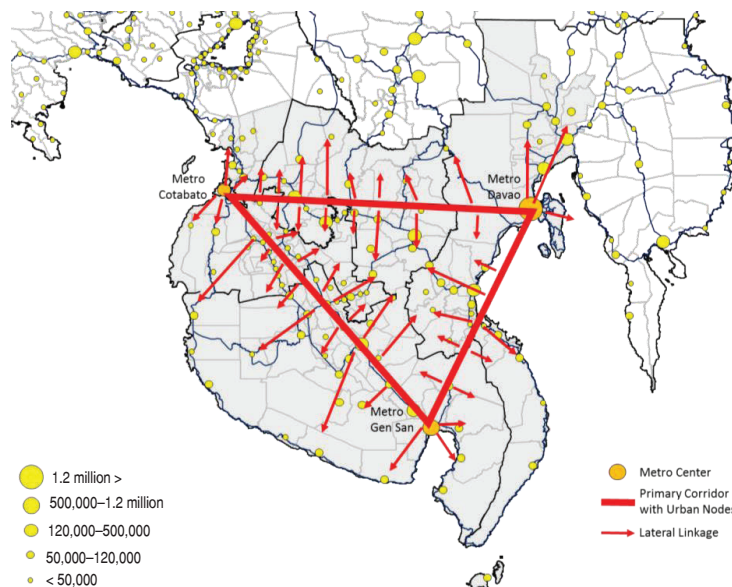 Metro
Cotabato
Metro
Davao
Metro
Gen San
1.2 million >
500,000–1.2 million
120,000–500,000
50,000–120,000
< 50,000
Metro Center
Primary Corridor
with Urban Nodes
Lateral Linkage